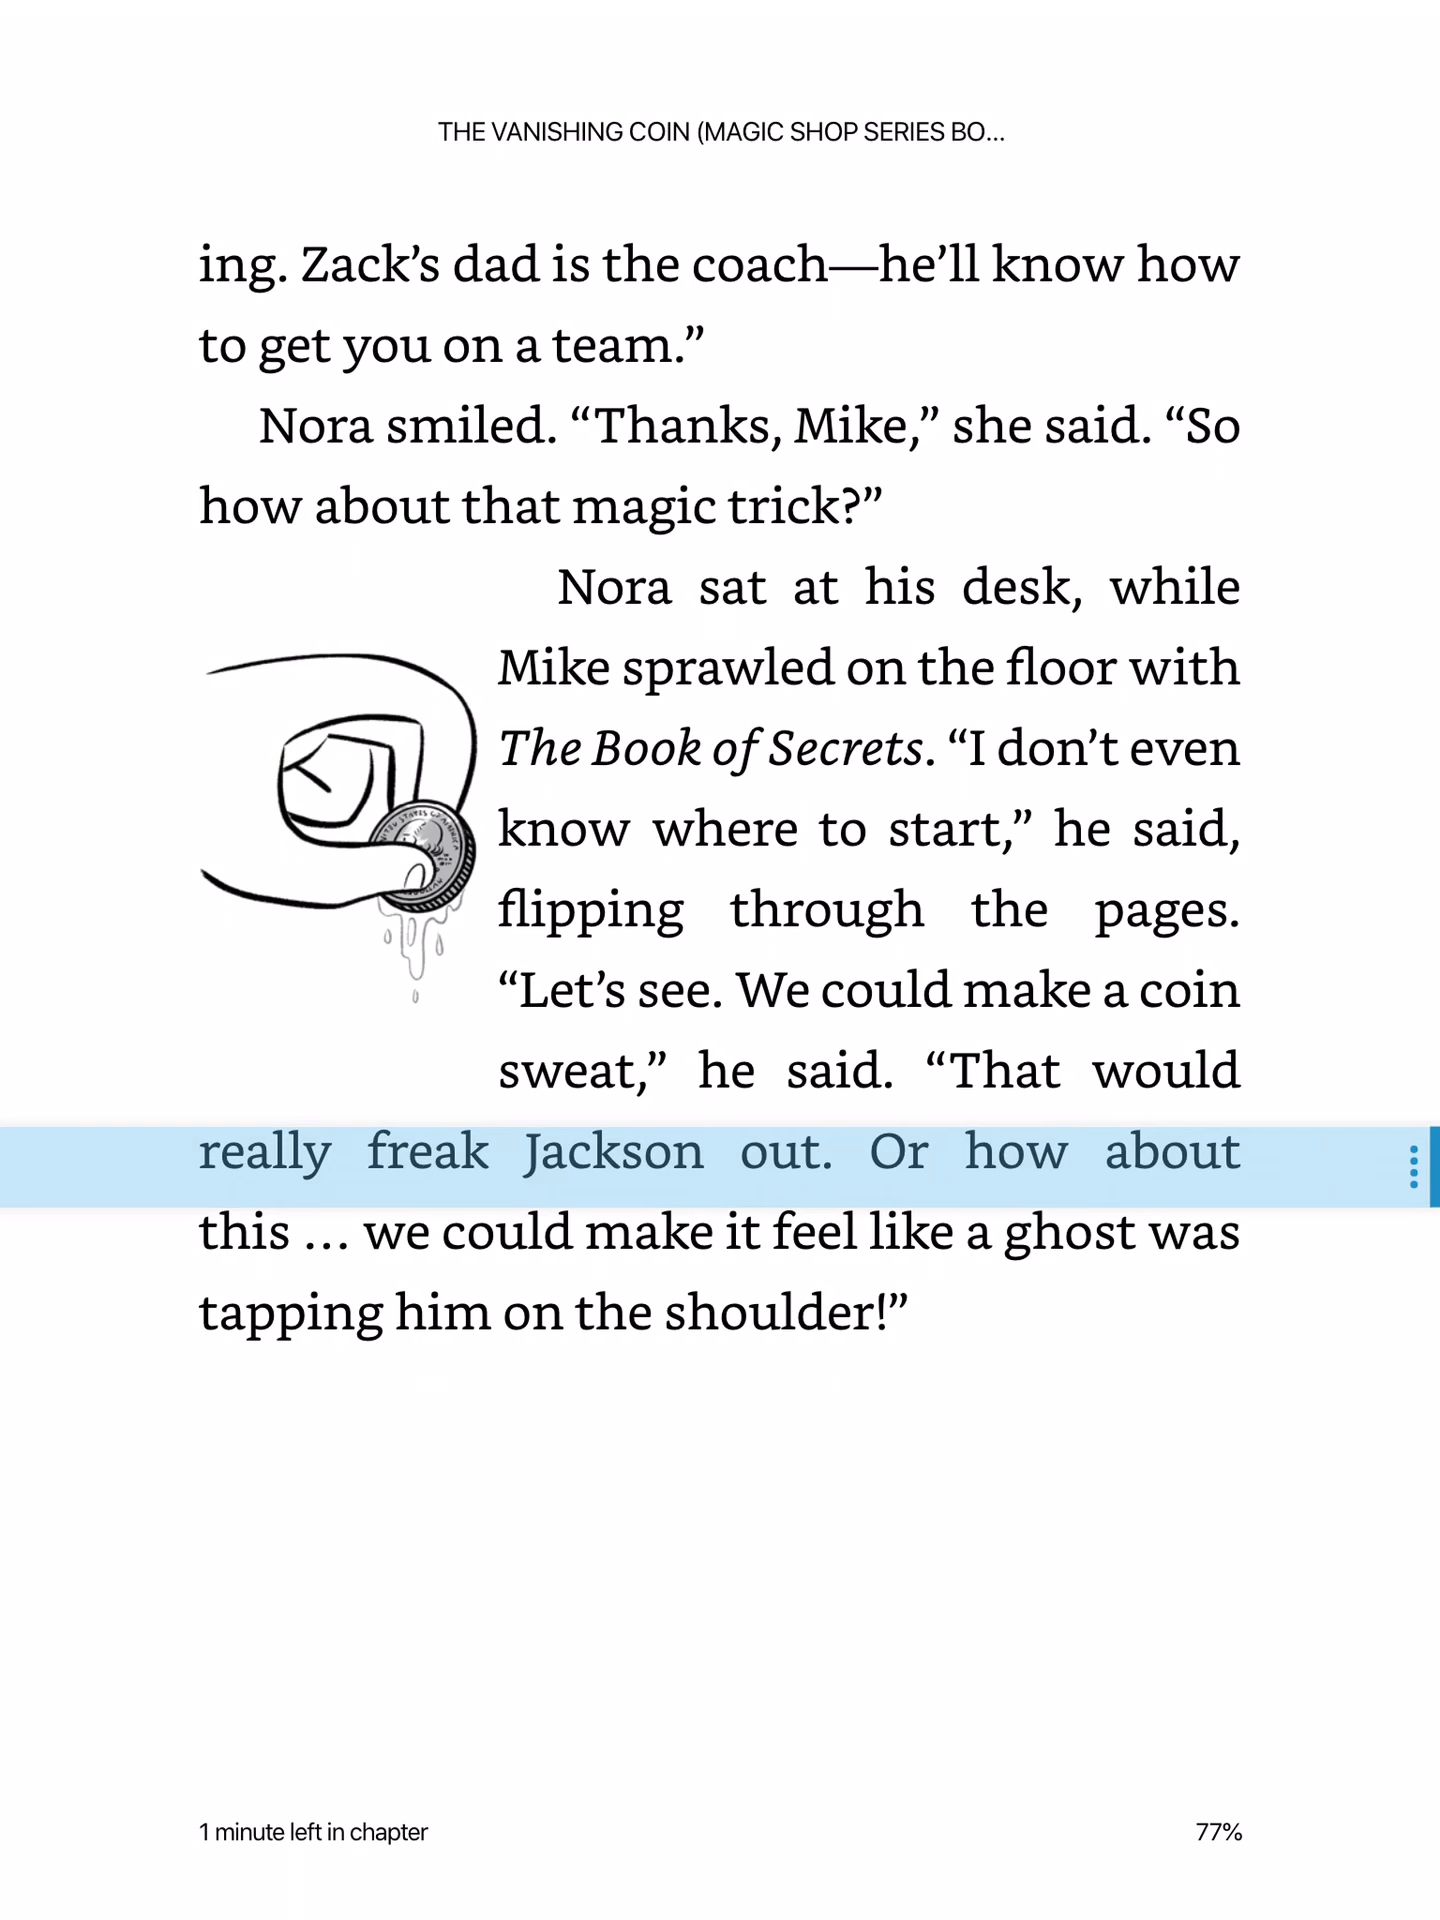 THE VANISHING COIN (MAGIC SHOP SERIES BO...
ing. Zack’s dad is the coach—he’ll know how
to get you on a team.”
Nora smiled. “Thanks, Mike,” she said. “So
how about that magic trick?”
Nora sat at his desk, while
Mike sprawled on the floor with
The Book of Secrets. “I don’t even
know where to start,” he said,
flipping through the pages.
“Let’s see. We could make a coin
sweat,” he said. “That would
really freak Jackson out. Or how about
this … we could make it feel like a ghost was
tapping him on the shoulder!”
1 minute left in chapter
77%